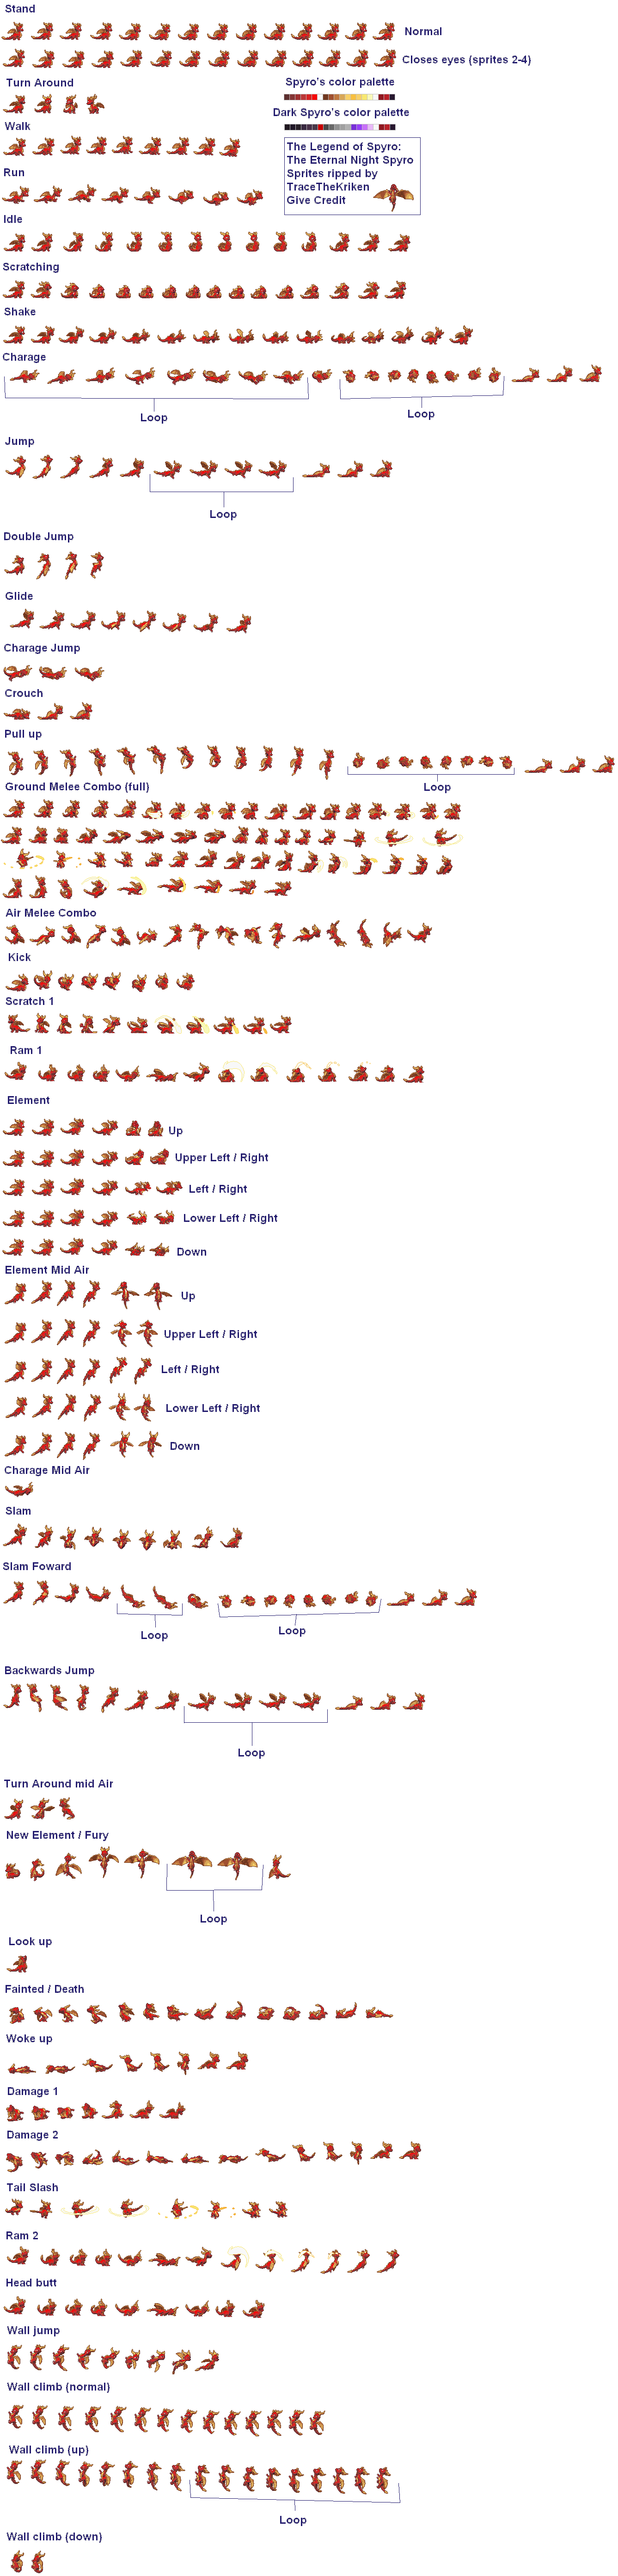 Stand
Normal
Closes eyes (sprites 2-4)
Turn Around
Spyro's color palette
Dark Spyro's color palette
Walk
The Legend of Spyro:
The Eternal Night Spyro
Sprites ripped by
TraceTheKriken
Give Credit
Run
Idle
Scratching
Shake
Charage
Loop
Loop
Jump
Loop
Double Jump
Glide
Charage Jump
Crouch
Pull up
Loop
Ground Melee Combo (full)
Air Melee Combo
Kick
Scratch 1
Ram 1
Element
Up
Upper Left / Right
Left / Right
Lower Left / Right
Down
Element Mid Air
Up
Upper Left / Right
Left / Right
Lower Left / Right
Down
Charage Mid Air
Slam
Slam Foward
Loop
Loop
Backwards Jump
Loop
Turn Around mid Air
New Element / Fury
Loop
Look up
Fainted / Death
Woke up
Damage 1
Damage 2
Tail Slash
Ram 2
Head butt
Wall jump
Wall climb (normal)
Wall climb (up)
Loop
Wall climb (down)